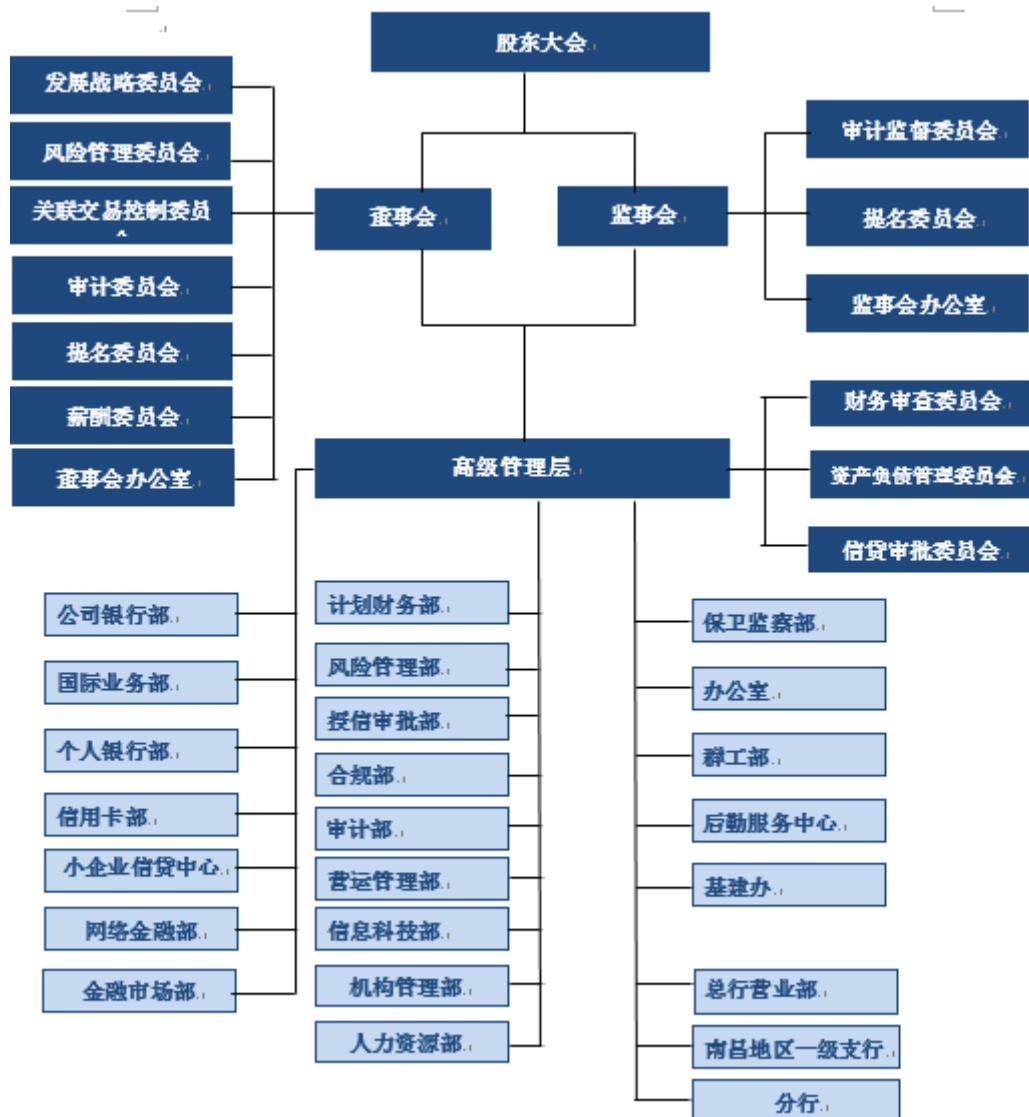 股东大会
发展战略委员会
风险管理委员会
关联交易控制委员
审计委员会
提名委员会
薪酬委员会
董事会办公室
董事会
监事会
审计监督委员会
提名委员会
监事会办公室
高级管理层
财务审查委员会
资产负债管理委员会
信贷审批委员会
公司银行部
国际业务部
个人银行部
信用卡部
小企业信贷中心
网络金融部
金融市场部
计划财务部
风险管理部
授信审批部
合规部
审计部
营运管理部
信息科技部
机构管理部
人力资源部
保卫监察部
办公室
群工部
后勤服务中心
基建办
总行营业部
南昌地区一级支行
分行